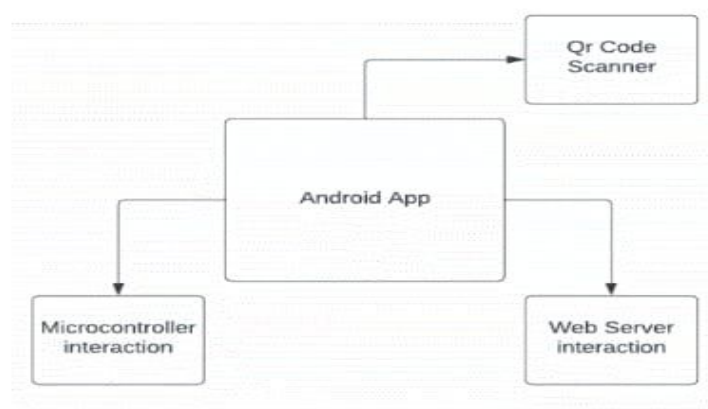 Qr Code
Scanner
Android App
Microcontroller
interaction
Web Server
interaction